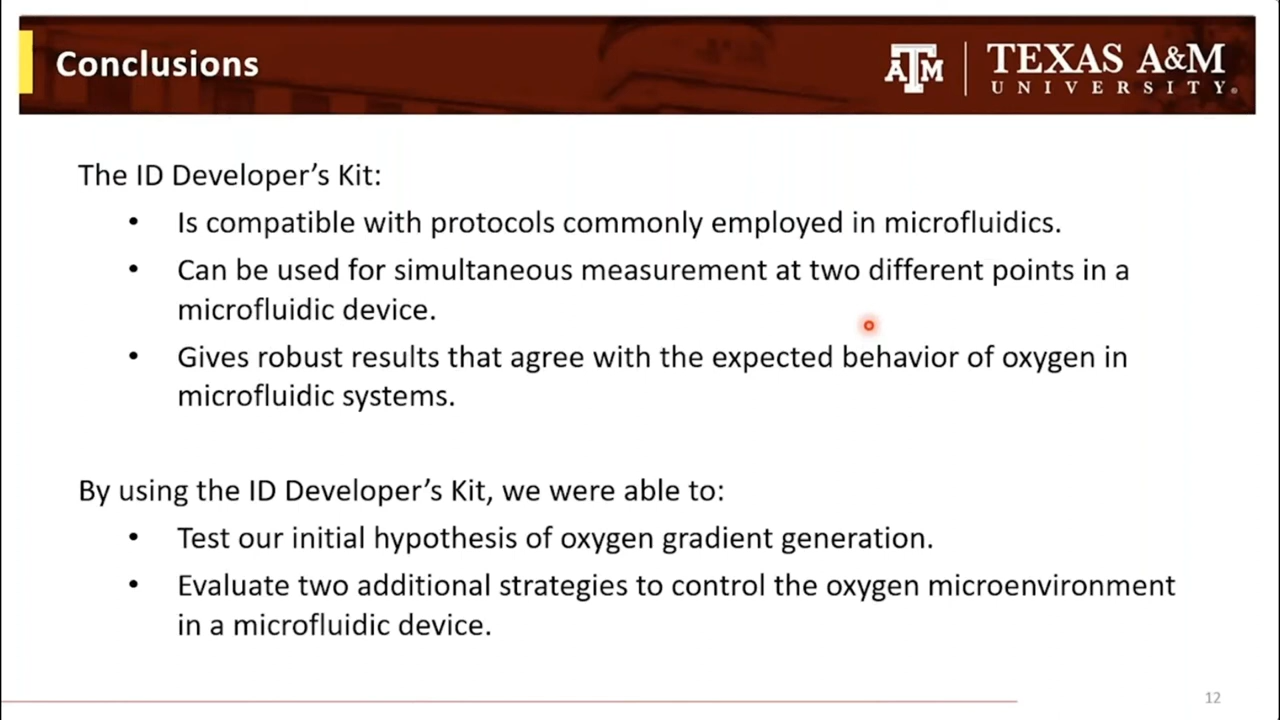 Conclusions
ATM
TEXAS A&M
UNIVERSITY®
The ID Developer’s Kit:
• Is compatible with protocols commonly employed in microfluidics.
• Can be used for simultaneous measurement at two different points in a
microfluidic device.
• Gives robust results that agree with the expected behavior of oxygen in
microfluidic systems.
By using the ID Developer’s Kit, we were able to:
• Test our initial hypothesis of oxygen gradient generation.
• Evaluate two additional strategies to control the oxygen microenvironment
in a microfluidic device.
12